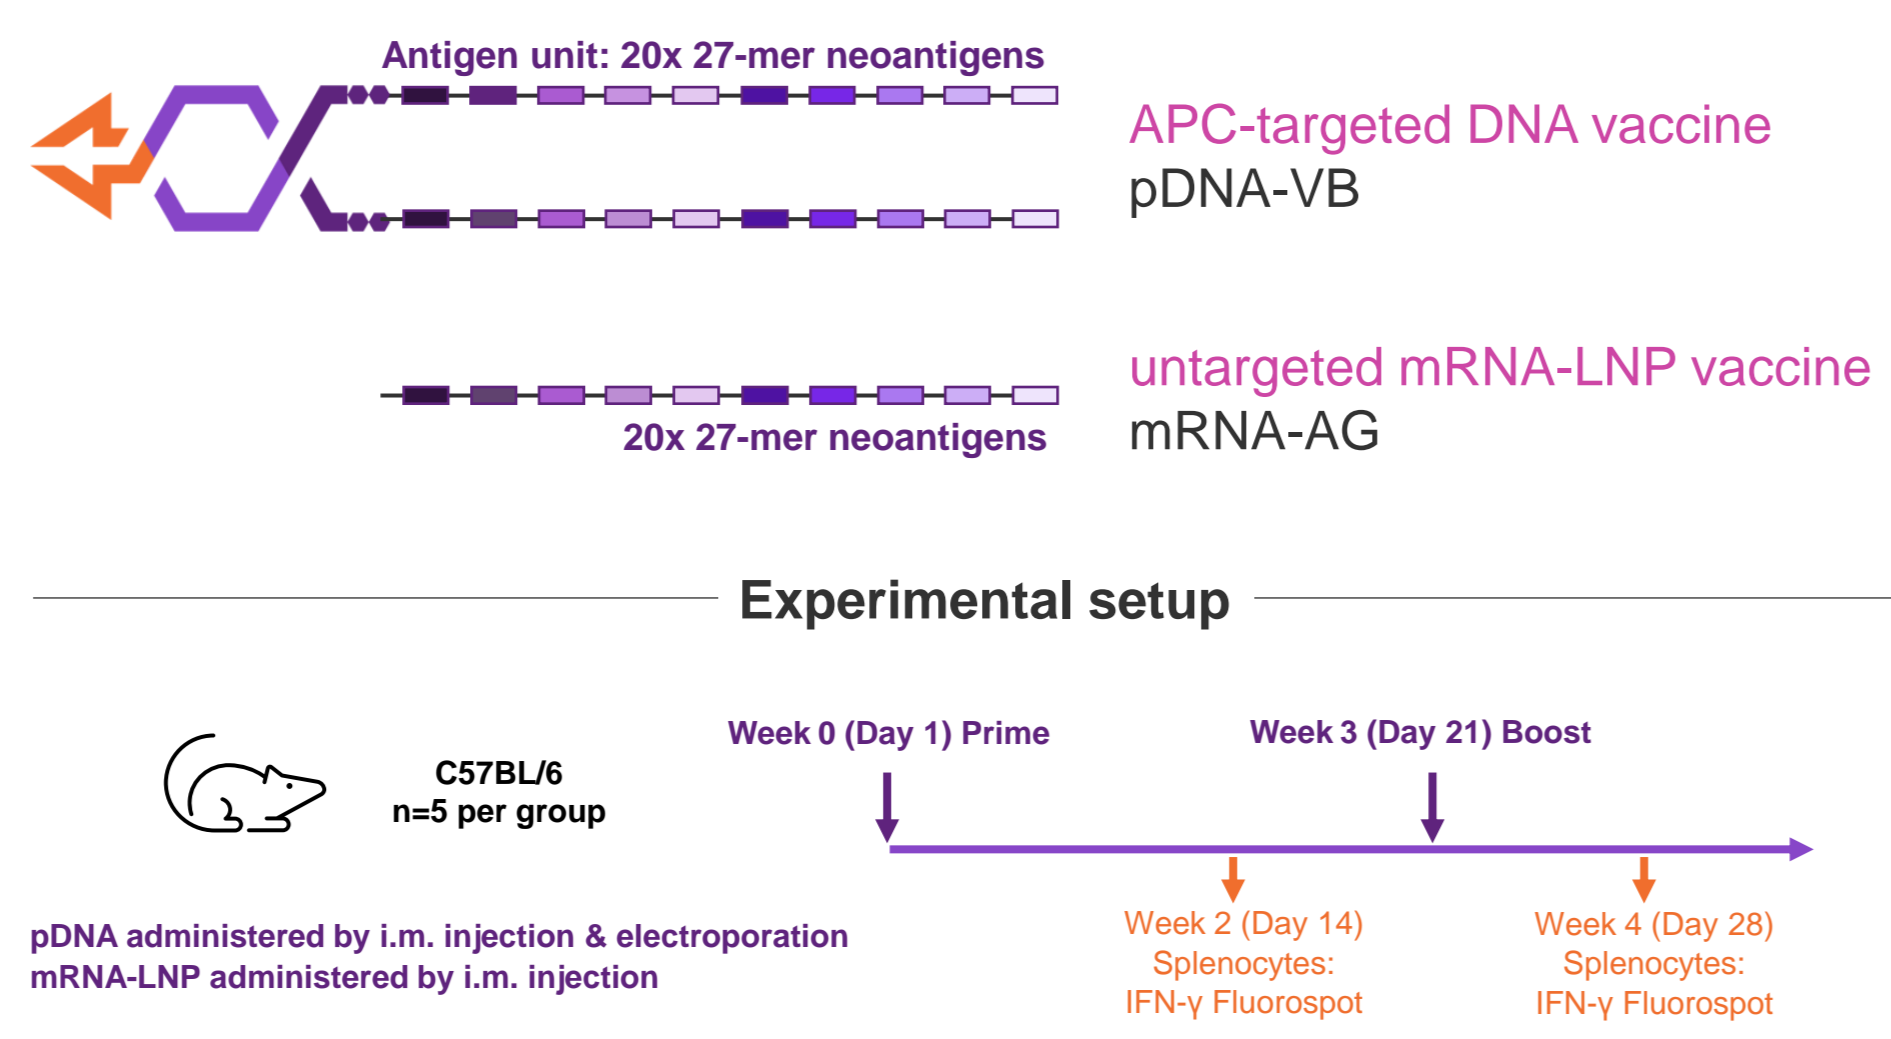 Antigen unit: 20x 27-mer neoantigens
APC-targeted DNA vaccine
pDNA-VB
untargeted mRNA-LNP vaccine
mRNA-AG
20x 27-mer neoantigens
Experimental setup
C57BL/6
n=5 per group
pDNA administered by i.m. injection & electroporation
mRNA-LNP administered by i.m. injection
Week 0 (Day 1) Prime
Week 3 (Day 21) Boost
Week 2 (Day 14)
Splenocytes:
IFN-γ Fluorospot
Week 4 (Day 28)
Splenocytes:
IFN-γ Fluorospot